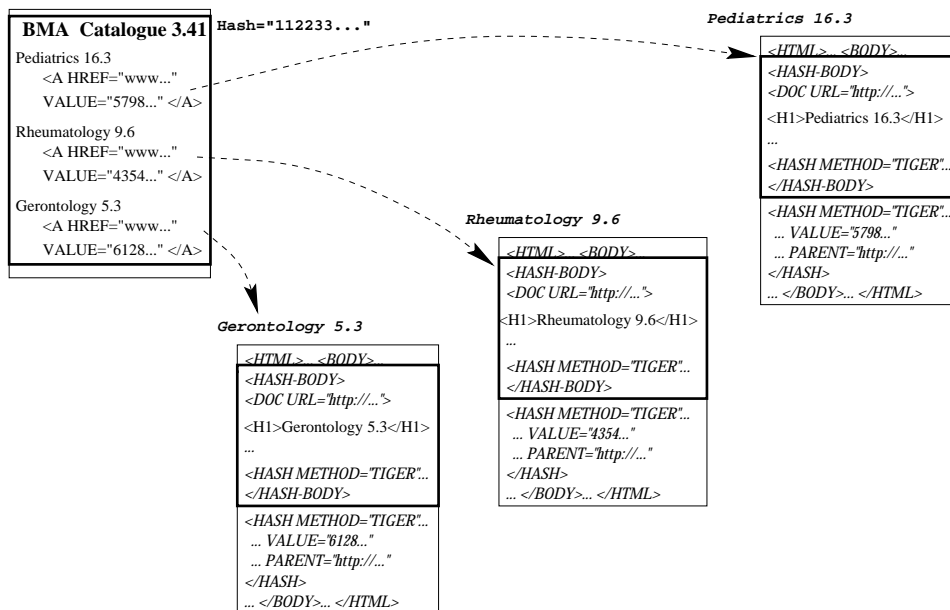 BMA Catalogue 3.41
Hash="112233..."
Pediatrics 16.3
<A HREF="www..."
VALUE="5798..." </A>
Rheumatology 9.6
<A HREF="www..."
VALUE="4354..." </A>
Gerontology 5.3
<A HREF="www..."
VALUE="6128..." </A>
Pediatrics 16.3
<HTML>... <BODY>...
<HASH-BODY>
<DOC URL="http://...">
<H1>Pediatrics 16.3</H1>
...
<HASH METHOD="TIGER"...
</HASH-BODY>
<HASH METHOD="TIGER"...
... VALUE="5798..."
... PARENT="http://..."
</HASH>
... </BODY>... </HTML>
Rheumatology 9.6
<HTML>... <BODY>...
<HASH-BODY>
<DOC URL="http://...">
<H1>Rheumatology 9.6</H1>
...
<HASH METHOD="TIGER"...
</HASH-BODY>
<HASH METHOD="TIGER"...
... VALUE="4354..."
... PARENT="http://..."
</HASH>
... </BODY>... </HTML>
Gerontology 5.3
<HTML>... <BODY>...
<HASH-BODY>
<DOC URL="http://...">
<H1>Gerontology 5.3</H1>
...
<HASH METHOD="TIGER"...
</HASH-BODY>
<HASH METHOD="TIGER"...
... VALUE="6128..."
... PARENT="http://..."
</HASH>
... </BODY>... </HTML>